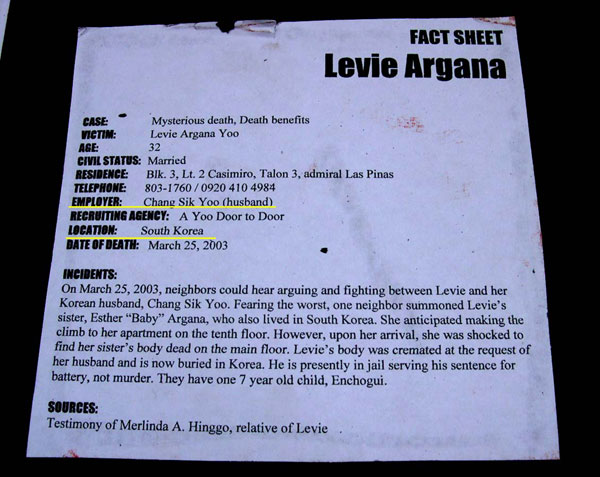 FACT SHEET
Levie Argana
CASE: Mysterious death, Death benefits
VICTIM: Levie Argana Yoo
AGE: 32
CIVIL STATUS: Married
RESIDENCE: Blk. 3, Lt. 2 Casimiro, Talon 3, admiral Las Pinas
TELEPHONE: 803-1760 / 0920 410 4984
EMPLOYER: Chang Sik Yoo (husband)
RECRUITING AGENCY: A Yoo Door to Door
LOCATION: South Korea
DATE OF DEATH: March 25, 2003
INCIDENTS:
On March 25, 2003, neighbors could hear arguing and fighting between Levie and her
Korean husband, Chang Sik Yoo. Fearing the worst, one neighbor summoned Levie's
sister, Esther "Baby" Argana, who also lived in South Korea. She anticipated making the
climb to her apartment on the tenth floor. However, upon her arrival, she was shocked to
find her sister's body dead on the main floor. Levie's body was cremated at the request of
her husband and is now buried in Korea. He is presently in jail serving his sentence for
battery, not murder. They have one 7 year old child, Enchogui.
SOURCES:
Testimony of Merlinda A. Hinggo, relative of Levie